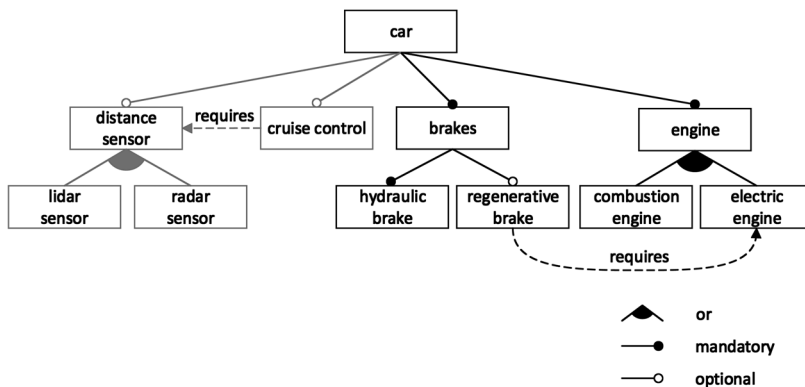 car
distance
sensor
requires
cruise control
brakes
engine
lidar
sensor
radar
sensor
hydraulic
brake
regenerative
brake
combustion
engine
electric
engine
requires
or
mandatory
optional